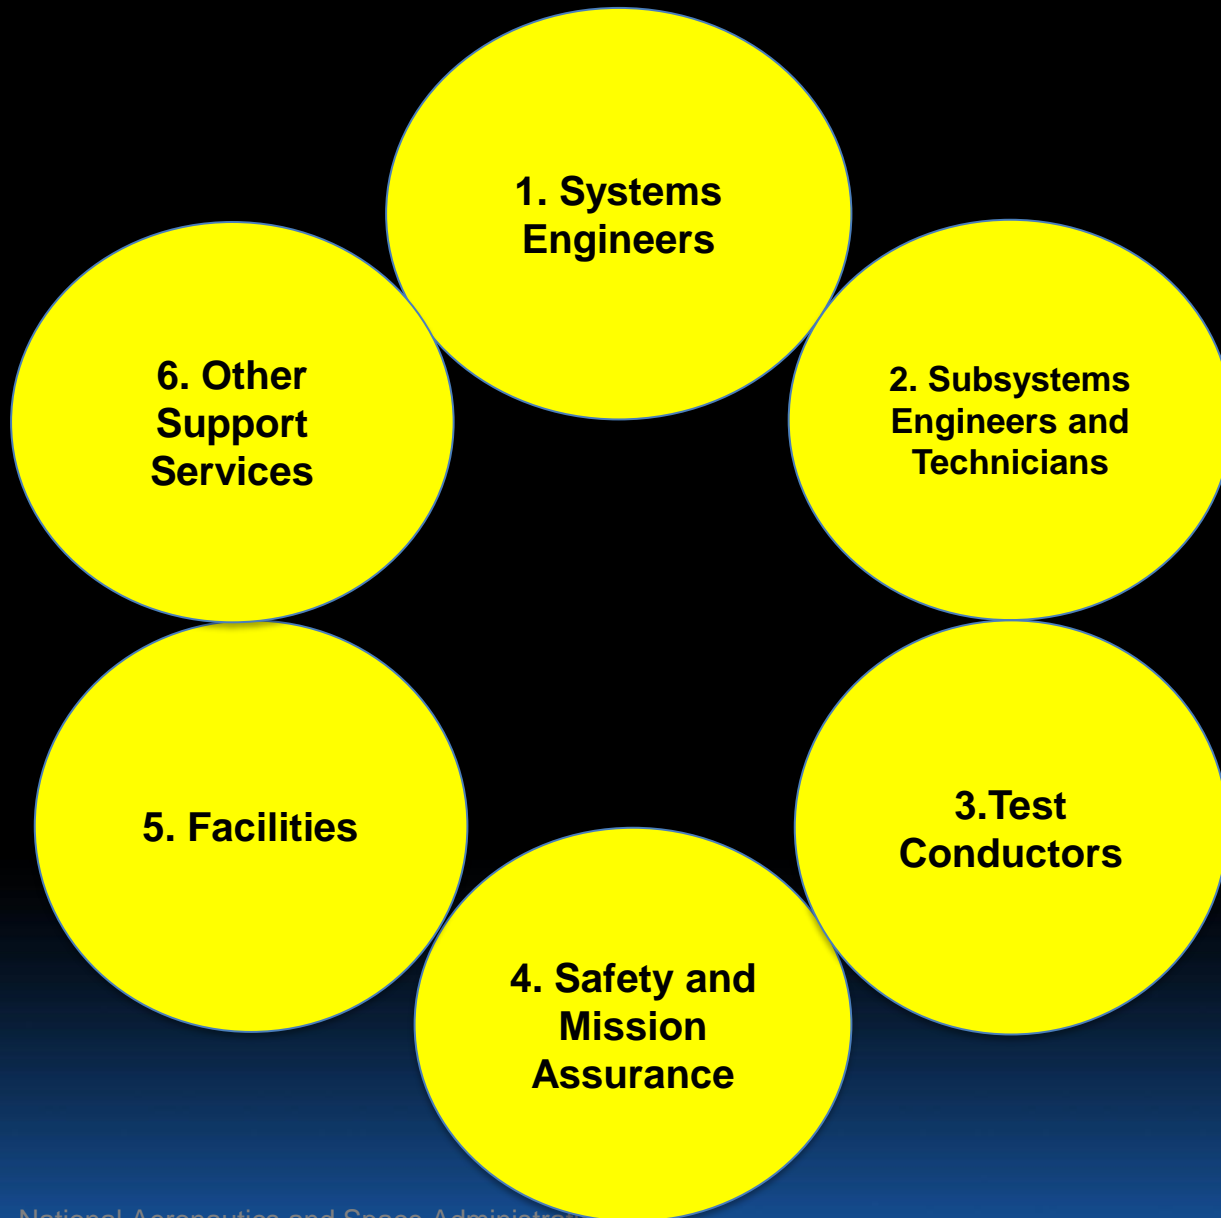 1. Systems
Engineers
2. Subsystems
Engineers and
Technicians
3.Test
Conductors
4. Safety and
Mission
Assurance
5. Facilities
6. Other
Support
Services
National Aeronautics and Space